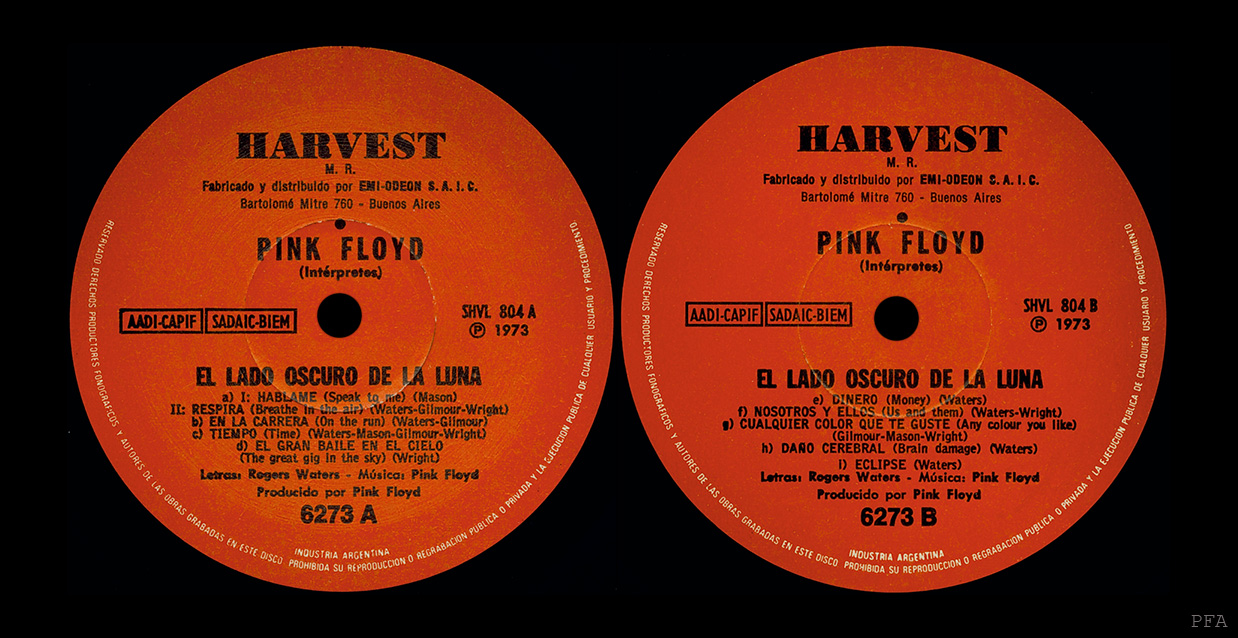 HARVEST
M. R.
Fabricado y distribuido por EMI-ODEON S. A. I. C.
Bartolomé Mitre 760 - Buenos Aires
PINK FLOYD
(Intérpretes)
AADI-CAPIF SADAIC-BIEM
SHVL 804 A
Ⓟ 1973
EL LADO OSCURO DE LA LUNA
a) I: HABLAME (Speak to me) (Mason)
II: RESPIRA (Breathe in the air) (Waters-Gilmour-Wright)
b) EN LA CARRERA (On the run) (Waters-Gilmour)
c) TIEMPO (Time) (Waters-Mason-Gilmour-Wright)
d) EL GRAN BAILE EN EL CIELO
(The great gig in the sky) (Wright)
Letras: Rogers Waters - Música: Pink Floyd
Producido por Pink Floyd
6273 A
INDUSTRIA ARGENTINA
RESERVADO DERECHOS PRODUCTORES FONOGRAFICOS Y AUTORES DE LAS OBRAS GRABADAS EN ESTE DISCO PROHIBIDA SU REPRODUCCION O REGRABACION PUBLICA O PRIVADA Y LA EJECUCION PUBLICA DE CUALQUIER USUARIO Y PROCEDIMIENTO
HARVEST
M. R.
Fabricado y distribuido por EMI-ODEON S. A. I. C.
Bartolomé Mitre 760 - Buenos Aires
PINK FLOYD
(Intérpretes)
AADI-CAPIF SADAIC-BIEM
SHVL 804 B
Ⓟ 1973
EL LADO OSCURO DE LA LUNA
e) DINERO (Money) (Waters)
f) NOSOTROS Y ELLOS (Us and them) (Waters-Wright)
g) CUALQUIER COLOR QUE TE GUSTE (Any colour you like)
(Gilmour-Mason-Wright)
h) DAÑO CEREBRAL (Brain damage) (Waters)
I) ECLIPSE (Waters)
Letras: Rogers Waters - Música: Pink Floyd
Producido por Pink Floyd
6273 B
INDUSTRIA ARGENTINA
RESERVADO DERECHOS PRODUCTORES FONOGRAFICOS Y AUTORES DE LAS OBRAS GRABADAS EN ESTE DISCO PROHIBIDA SU REPRODUCCION O REGRABACION PUBLICA O PRIVADA Y LA EJECUCION PUBLICA DE CUALQUIER USUARIO Y PROCEDIMIENTO
PFA